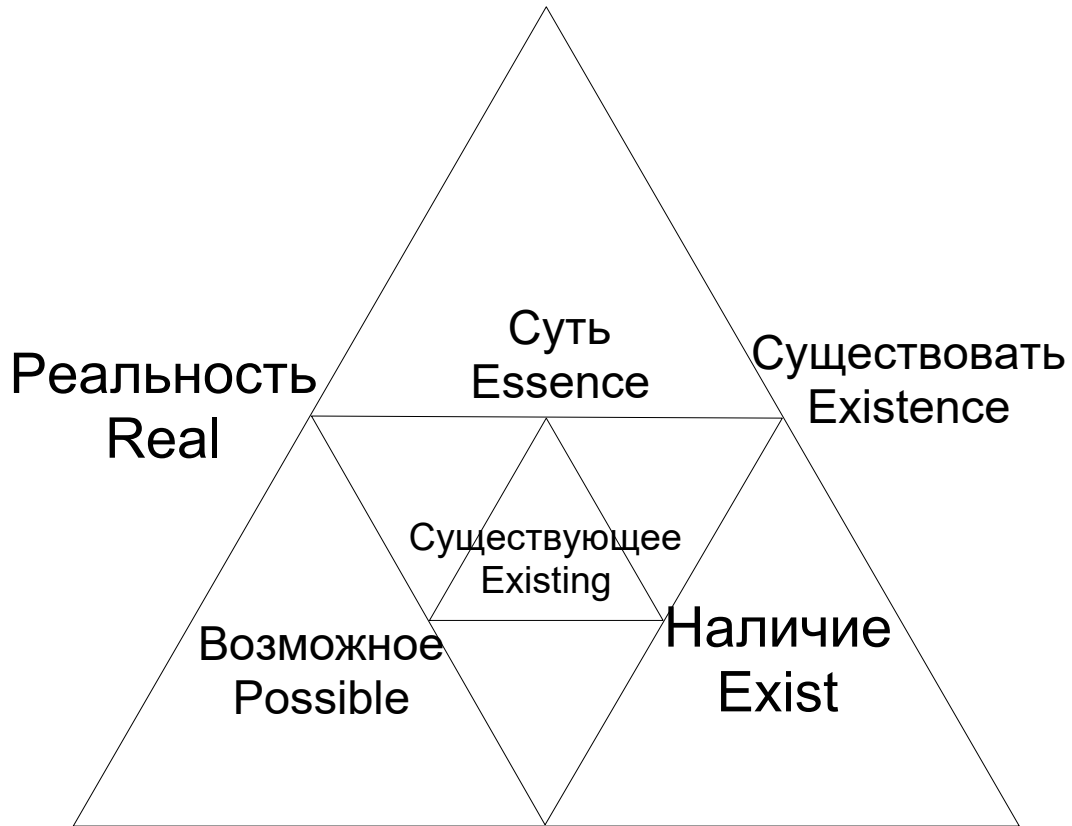 Суть
Essence
Реальность
Real
Существовать
Existence
Существующее
Existing
Возможное
Possible
Наличие
Exist